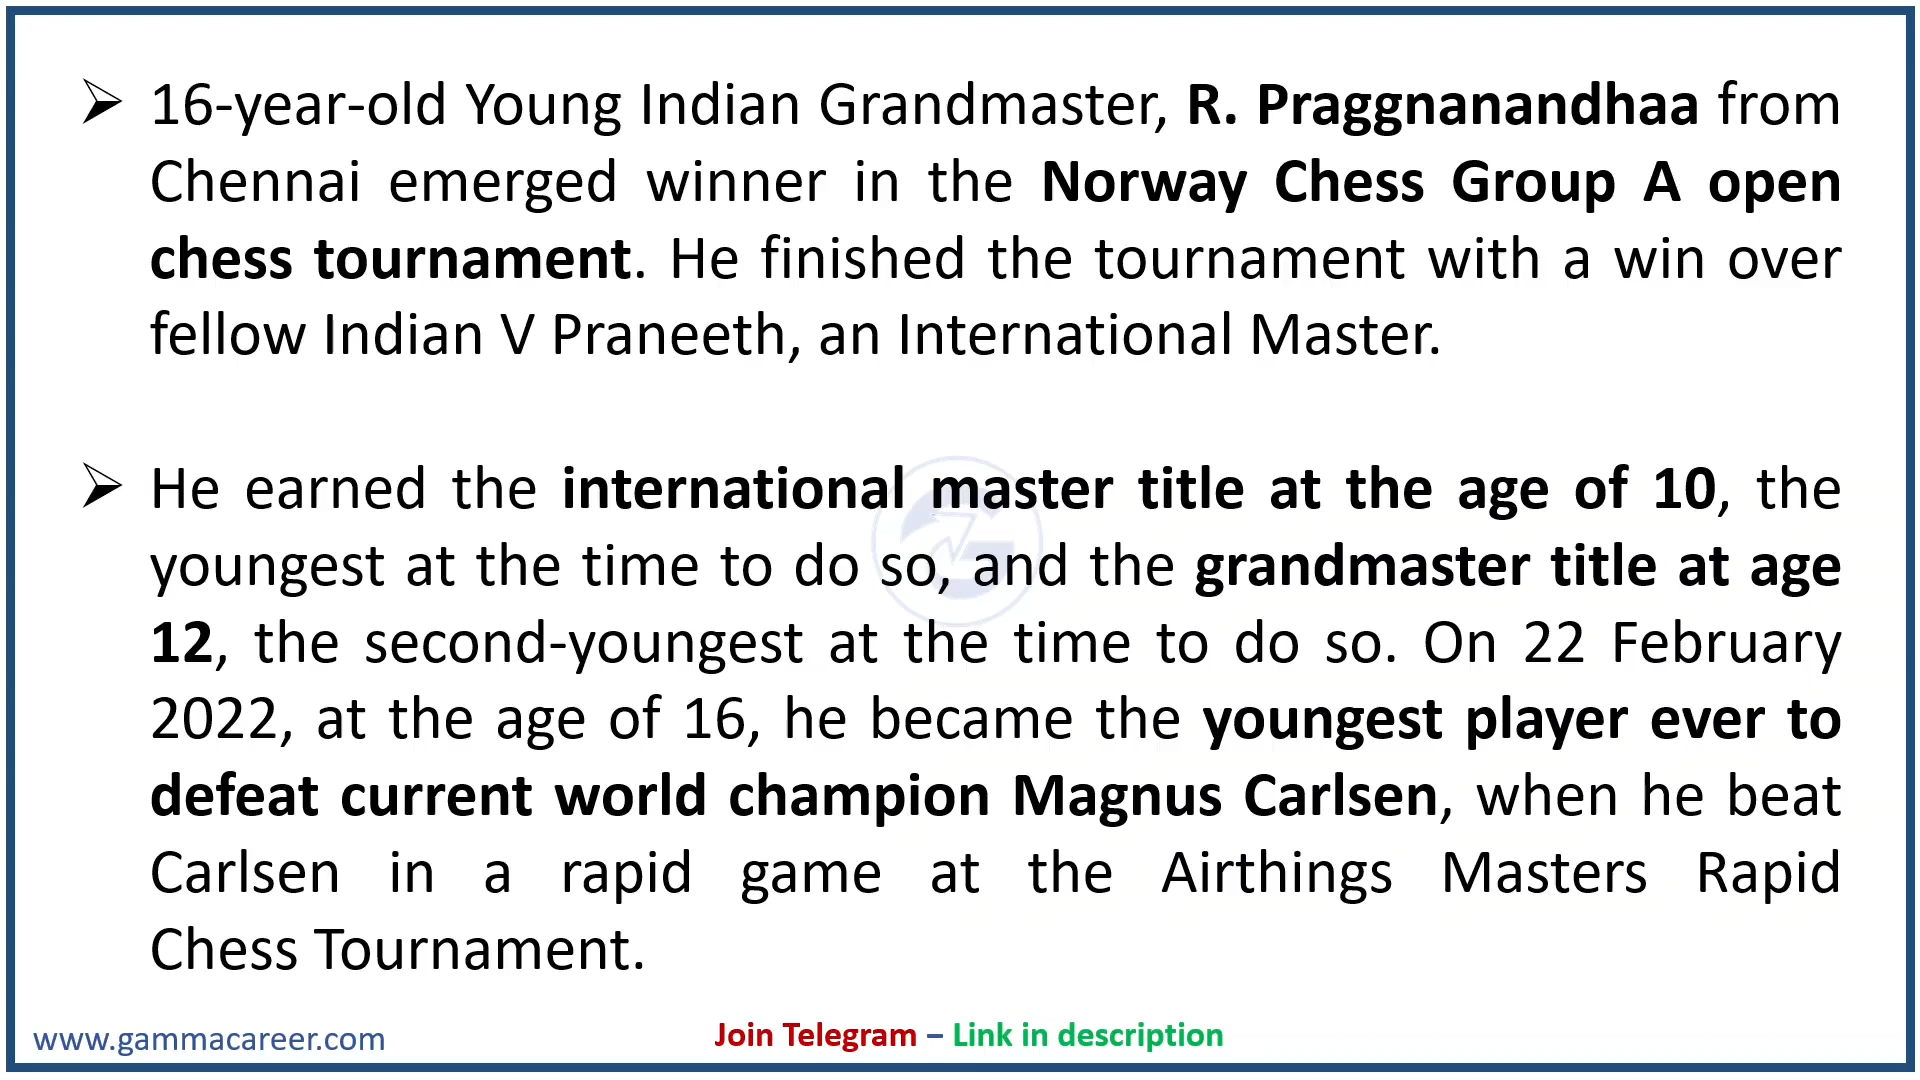 16-year-old Young Indian Grandmaster, R. Praggnanandhaa from
Chennai emerged winner in the Norway Chess Group A open
chess tournament. He finished the tournament with a win over
fellow Indian V Praneeth, an International Master.
He earned the international master title at the age of 10, the
youngest at the time to do so, and the grandmaster title at age
12, the second-youngest at the time to do so. On 22 February
2022, at the age of 16, he became the youngest player ever to
defeat current world champion Magnus Carlsen, when he beat
Carlsen in a rapid game at the Airthings Masters Rapid
Chess Tournament.
www.gammacareer.com
Join Telegram – Link in description